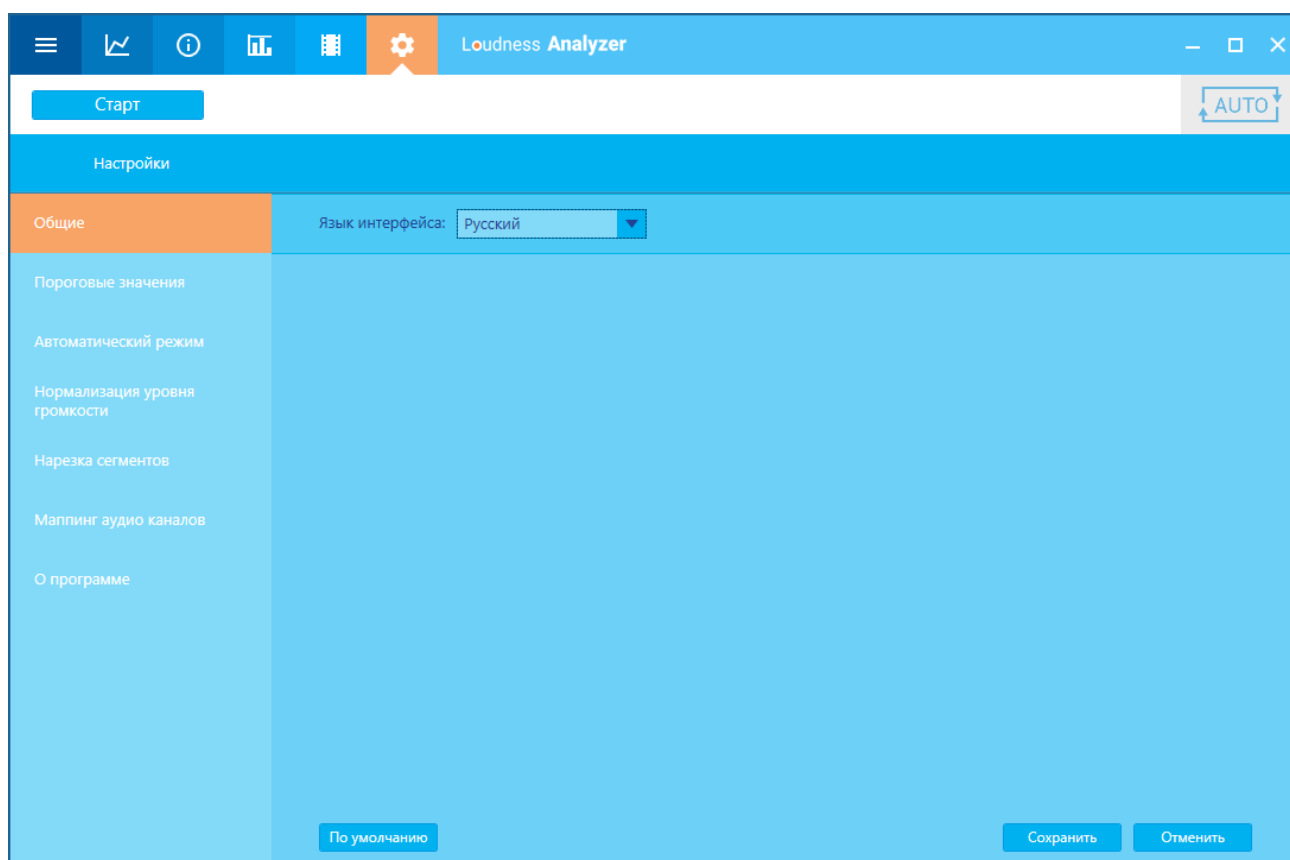 Loudness Analyzer
Старт
AUTO
Настройки
Общие
Язык интерфейса: Русский
Пороговые значения
Автоматический режим
Нормализация уровня
громкости
Нарезка сегментов
Маппинг аудио каналов
О программе
По умолчанию
Сохранить
Отменить